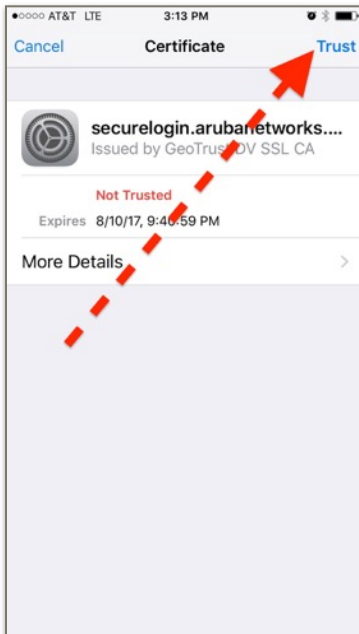 AT&T LTE 3:13 PM
Cancel Certificate Trust
securelogin.arubanetworks....
Issued by GeoTrust DV SSL CA
Not Trusted
Expires 8/10/17, 9:40:59 PM
More Details